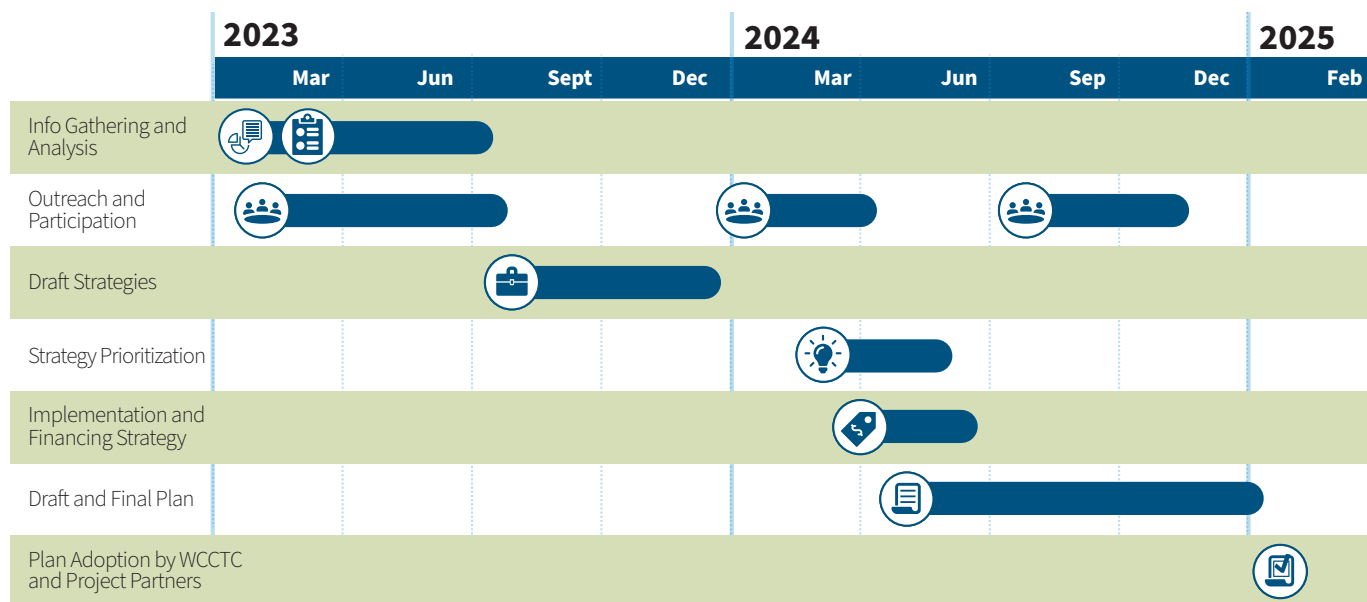 2023 2024 2025
Mar Jun Sept Dec Mar Jun Sep Dec Feb
Info Gathering and
Analysis
Outreach and
Participation
Draft Strategies
Strategy Prioritization
Implementation and
Financing Strategy
Draft and Final Plan
Plan Adoption by WCCTC
and Project Partners